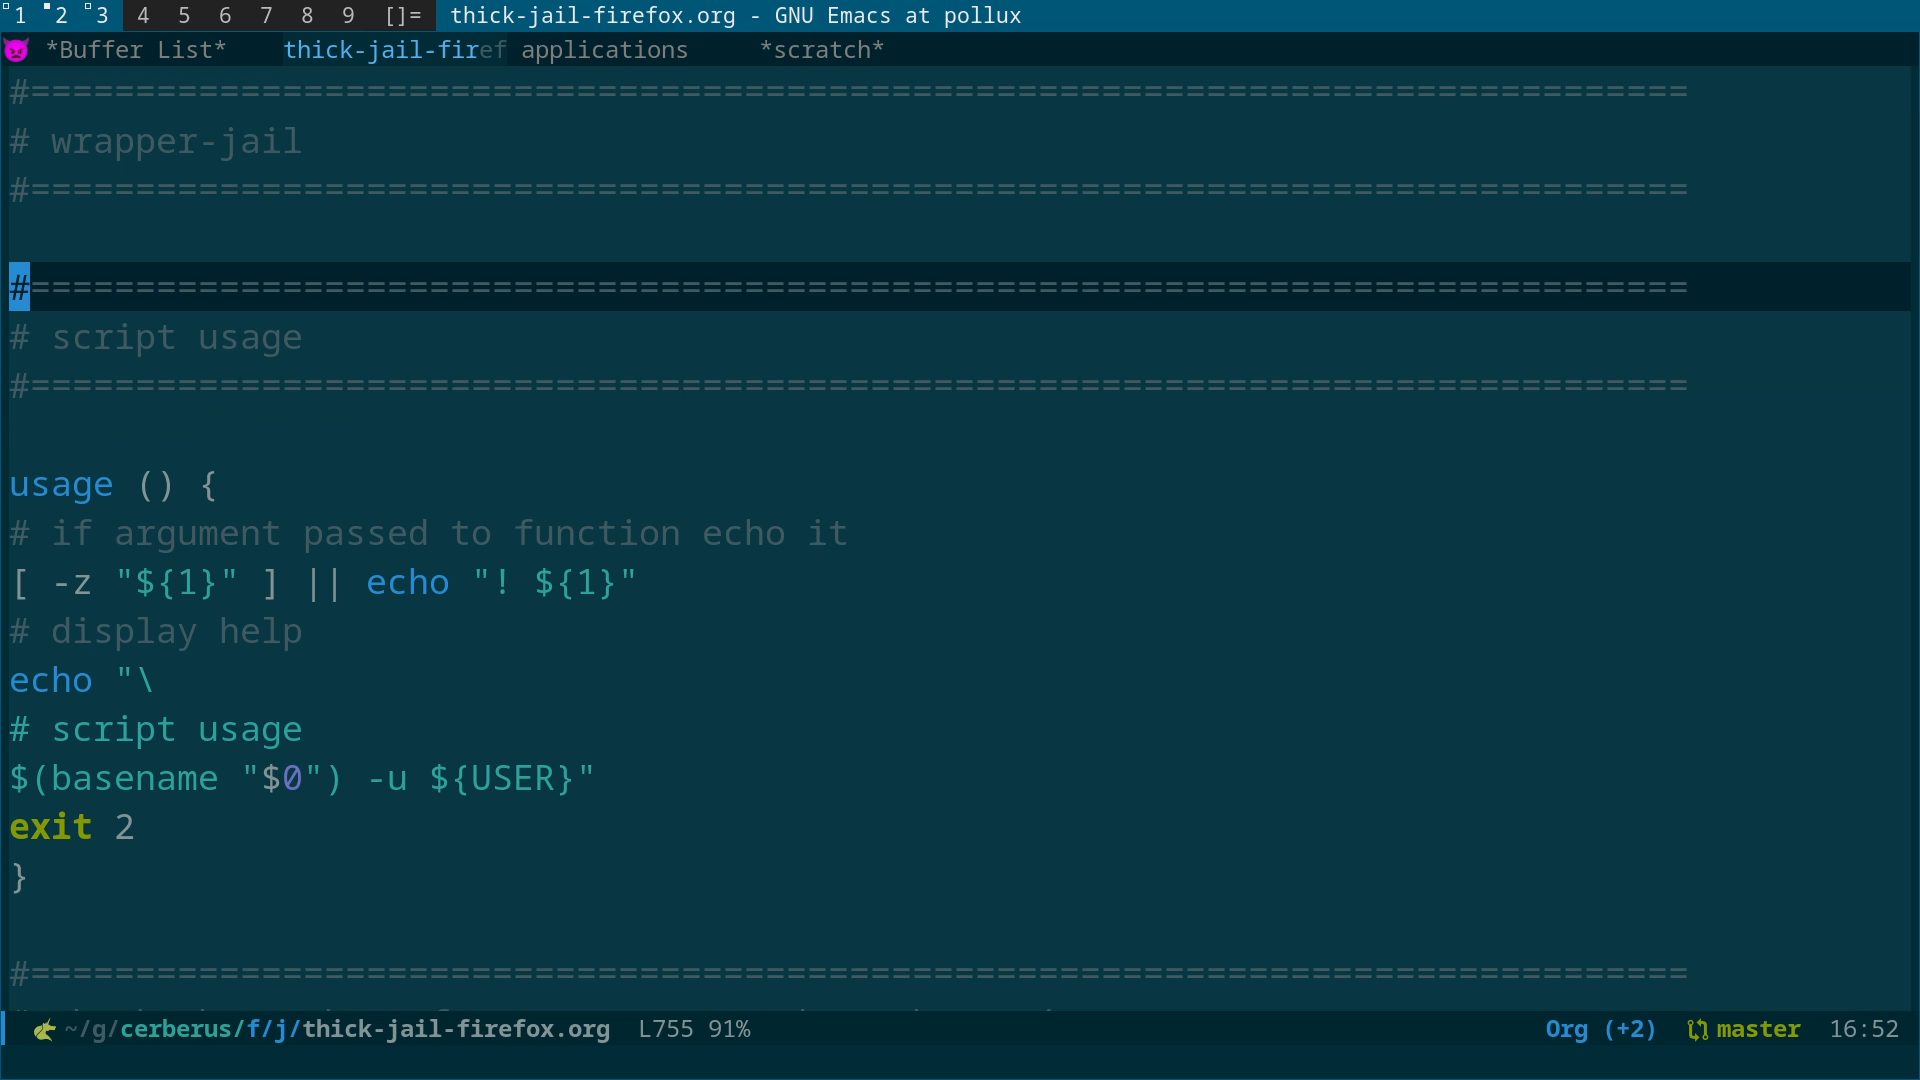 1 2 3 4 5 6 7 8 9 []= thick-jail-firefox.org - GNU Emacs at pollux
*Buffer List* thick-jail-firef applications *scratch*
#===============================================================================
# wrapper-jail
#===============================================================================
#===============================================================================
# script usage
#===============================================================================
usage () {
# if argument passed to function echo it
[ -z "${1}" ] || echo "! ${1}"
# display help
echo "\
# script usage
$(basename "$0") -u ${USER}"
exit 2
}
#===============================================================================
~/g/cerberus/f/j/thick-jail-firefox.org L755 91% Org (+2) master 16:52